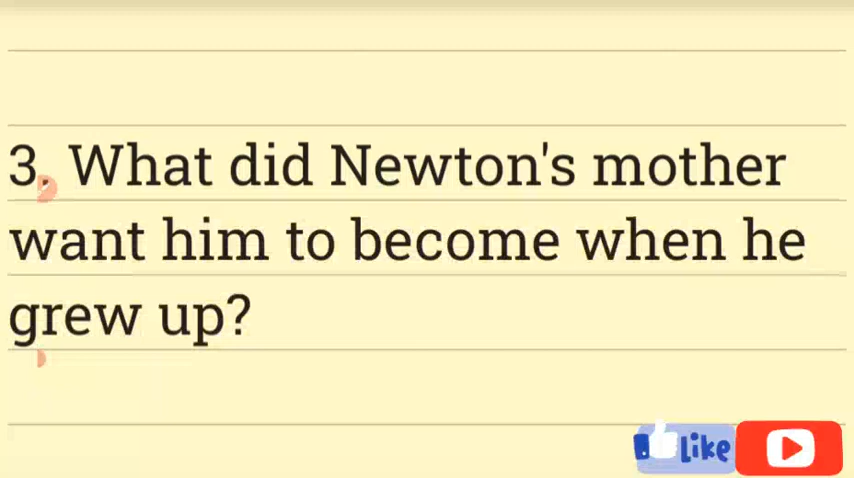 3. What did Newton's mother
want him to become when he
grew up?
Like